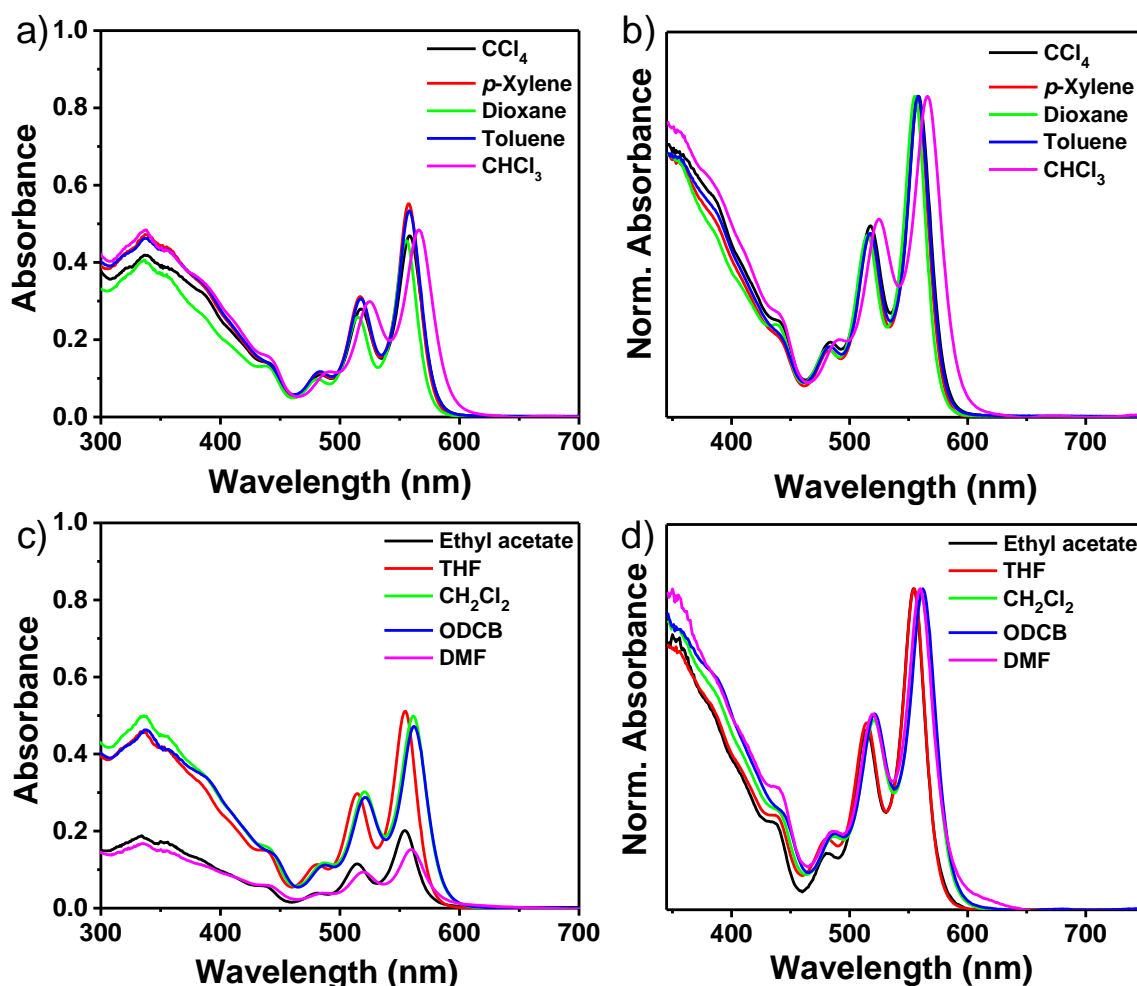 a)
Absorbance
1.0
0.8
0.6
0.4
0.2
0.0
CCl₄
p-Xylene
Dioxane
Toluene
CHCl₃
300 400 500 600 700
Wavelength (nm)
b)
Norm. Absorbance
CCl₄
p-Xylene
Dioxane
Toluene
CHCl₃
400 500 600 700
Wavelength (nm)
c)
Absorbance
1.0
0.8
0.6
0.4
0.2
0.0
Ethyl acetate
THF
CH₂Cl₂
ODCB
DMF
300 400 500 600 700
Wavelength (nm)
d)
Norm. Absorbance
Ethyl acetate
THF
CH₂Cl₂
ODCB
DMF
400 500 600 700
Wavelength (nm)